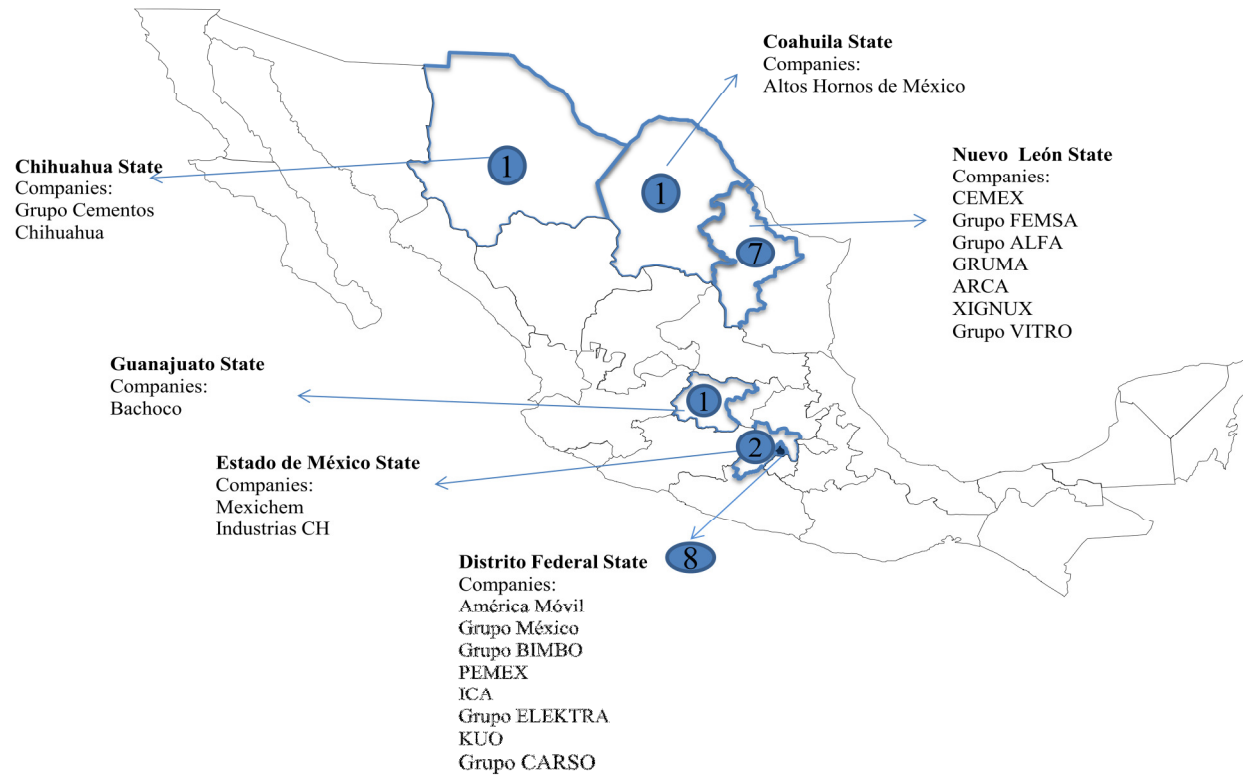 Coahuila State
Companies:
Altos Hornos de México
Chihuahua State
Companies:
Grupo Cementos
Chihuahua
1
1
Nuevo León State
Companies:
CEMEX
Grupo FEMSA
Grupo ALFA
GRUMA
ARCA
XIGNUX
Grupo VITRO
7
Guanajuato State
Companies:
Bachoco
1
Estado de México State
Companies:
Mexichem
Industrias CH
2
Distrito Federal State
Companies:
América Móvil
Grupo México
Grupo BIMBO
PEMEX
ICA
Grupo ELEKTRA
KUO
Grupo CARSO
8